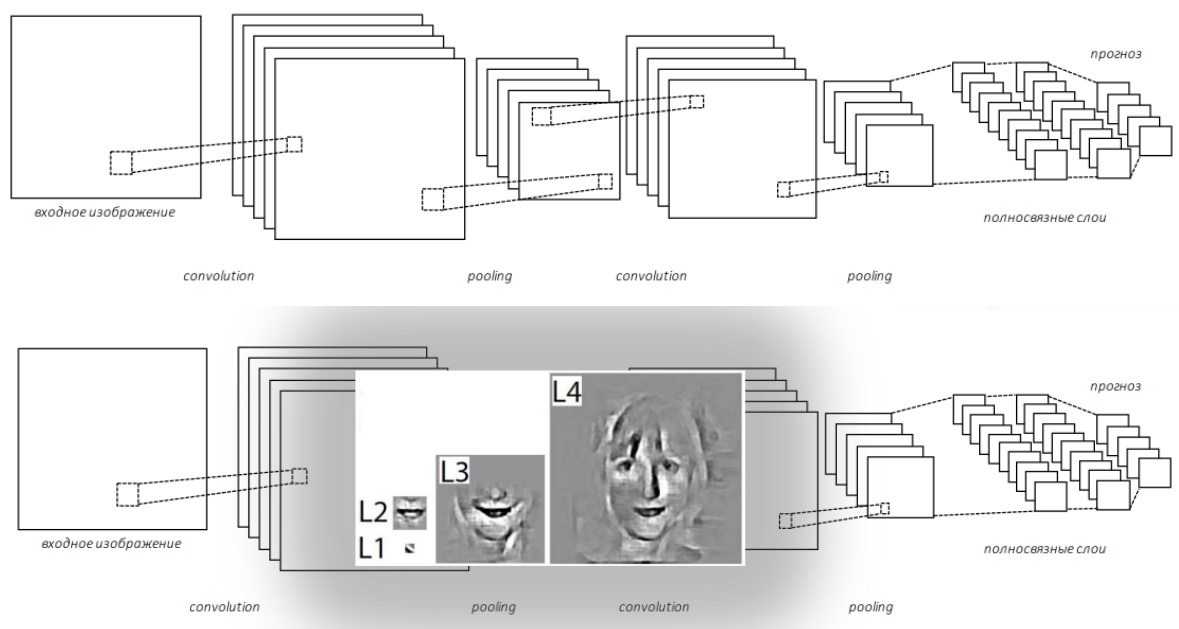 прогноз
входное изображение
полносвязные слои
convolution
pooling
convolution
pooling
L4
прогноз
L3
L2
L1
входное изображение
полносвязные слои
convolution
pooling
convolution
pooling